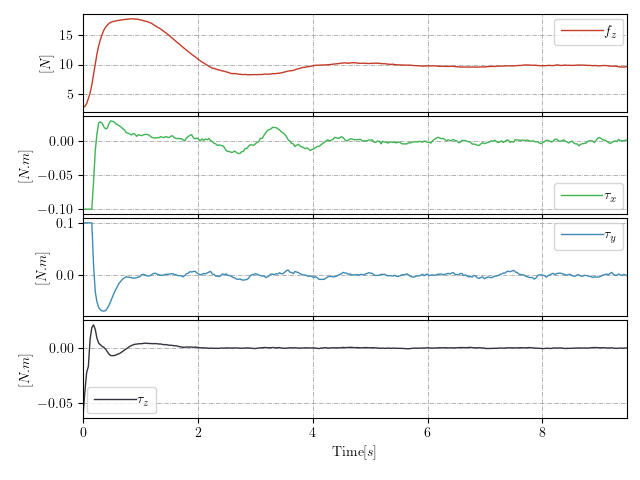 15
10
5
[N]
f_z
0.00
−0.05
−0.10
[N.m]
τ_x
0.1
0.0
[N.m]
τ_y
0.00
−0.05
[N.m]
τ_z
0 2 4 6 8
Time[s]